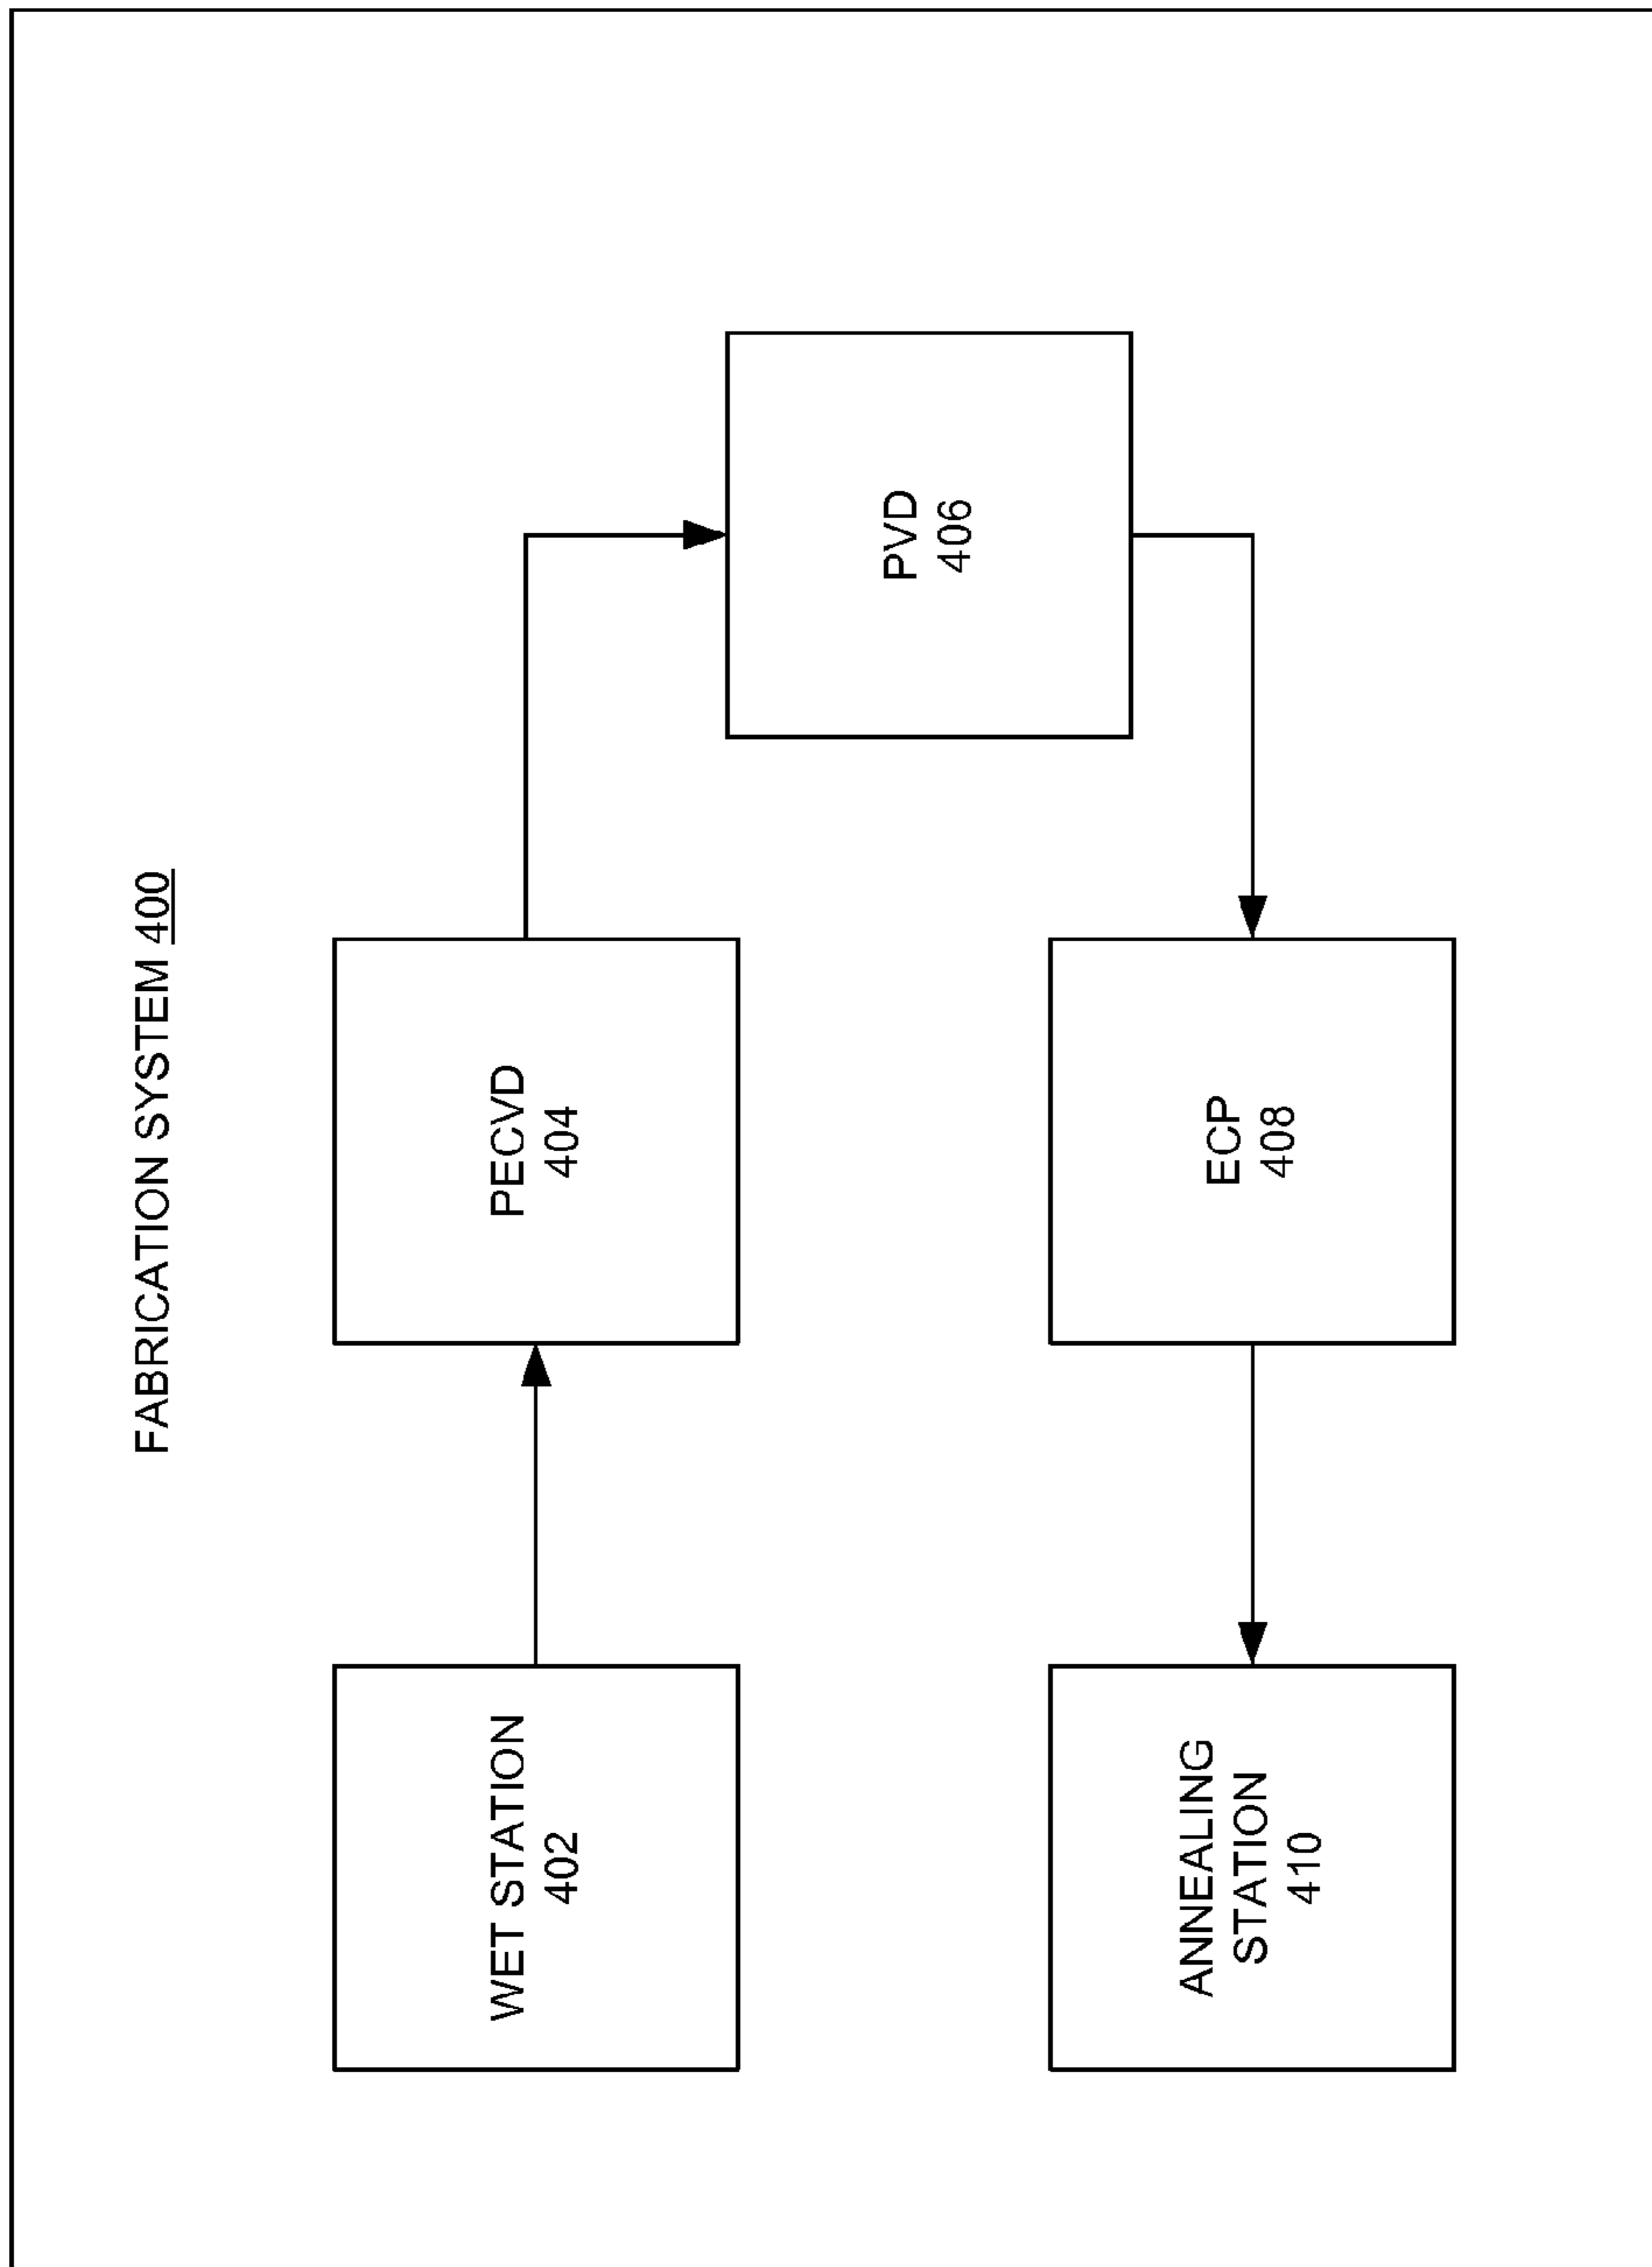 FABRICATION SYSTEM 400
WET STATION
402
PECVD
404
PVD
406
ECP
408
ANNEALING
STATION
410